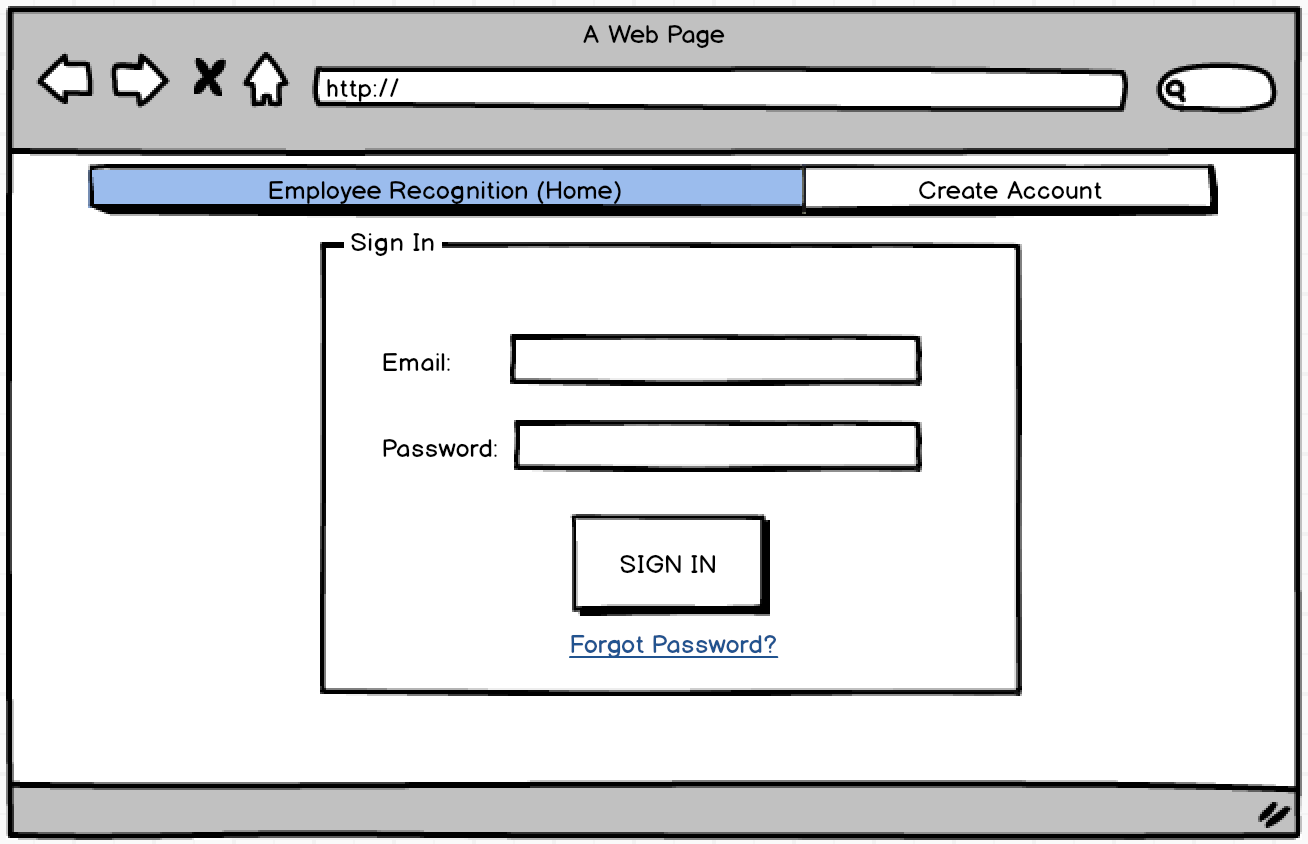 A Web Page
http://
Employee Recognition (Home)
Create Account
Sign In
Email:
Password:
SIGN IN
Forgot Password?